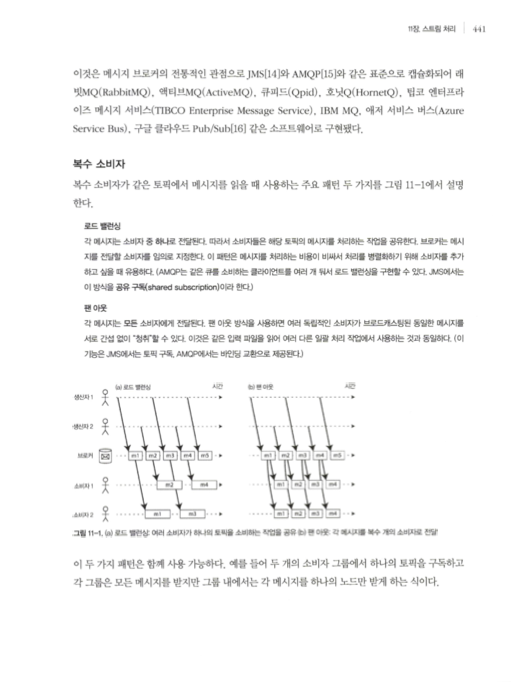 11장. 스트림 처리 441
이것은 메시지 브로커의 전통적인 관점으로 JMS[14]와 AMQP[15]와 같은 표준으로 캡슐화되어 래
빗MQ(RabbitMQ), 액티브MQ(ActiveMQ), 큐피드(Qpid), 호닛Q(HornetQ), 팁코 엔터프라
이즈 메시지 서비스(TIBCO Enterprise Message Service), IBM MQ, 애저 서비스 버스(Azure
Service Bus), 구글 클라우드 Pub/Sub[16] 같은 소프트웨어로 구현됐다.
복수 소비자
복수 소비자가 같은 토픽에서 메시지를 읽을 때 사용하는 주요 패턴 두 가지를 그림 11-1에서 설명
한다.
로드 밸런싱
각 메시지는 소비자 중 하나로 전달된다. 따라서 소비자들은 해당 토픽의 메시지를 처리하는 작업을 공유한다. 브로커는 메시
지를 전달할 소비자를 임의로 지정한다. 이 패턴은 메시지를 처리하는 비용이 비싸서 처리를 병렬화하기 위해 소비자를 추가
하고 싶을 때 유용하다. (AMQP는 같은 큐를 소비하는 클라이언트를 여러 개 둬서 로드 밸런싱을 구현할 수 있다. JMS에서는
이 방식을 공유 구독(shared subscription)이라 한다.)
팬 아웃
각 메시지는 모든 소비자에게 전달된다. 팬 아웃 방식을 사용하면 여러 독립적인 소비자가 브로드캐스팅된 동일한 메시지를
서로 간섭 없이 "청취"할 수 있다. 이것은 같은 입력 파일을 읽어 여러 다른 일괄 처리 작업에서 사용하는 것과 동일하다. (이
기능은 JMS에서는 토픽 구독, AMQP에서는 바인딩 교환으로 제공된다.)
(a) 로드 밸런싱 시간 (b) 팬 아웃 시간
생산자 1
생산자 2
브로커 m1 m2 m3 m4 m5 m1 m2 m3 m4 m5
소비자 1 m2 m4 m1 m2 m3 m4
소비자 2 m1 m3 m1 m2 m3 m4
그림 11-1. (a) 로드 밸런싱: 여러 소비자가 하나의 토픽을 소비하는 작업을 공유 (b) 팬 아웃: 각 메시지를 복수 개의 소비자로 전달
이 두 가지 패턴은 함께 사용 가능하다. 예를 들어 두 개의 소비자 그룹에서 하나의 토픽을 구독하고
각 그룹은 모든 메시지를 받지만 그룹 내에서는 각 메시지를 하나의 노드만 받게 하는 식이다.